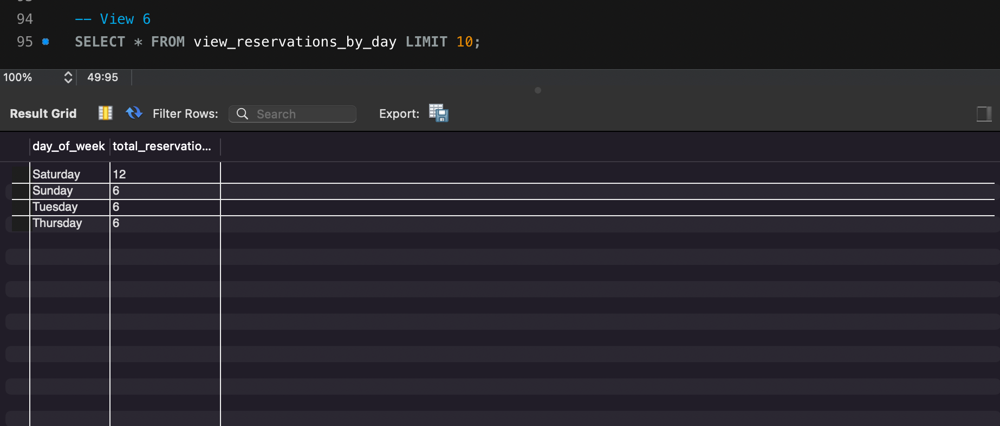 94 -- View 6
95 SELECT * FROM view_reservations_by_day LIMIT 10;
100% 49:95
Result Grid Filter Rows: Search Export:
day_of_week total_reservatio...
Saturday 12
Sunday 6
Tuesday 6
Thursday 6